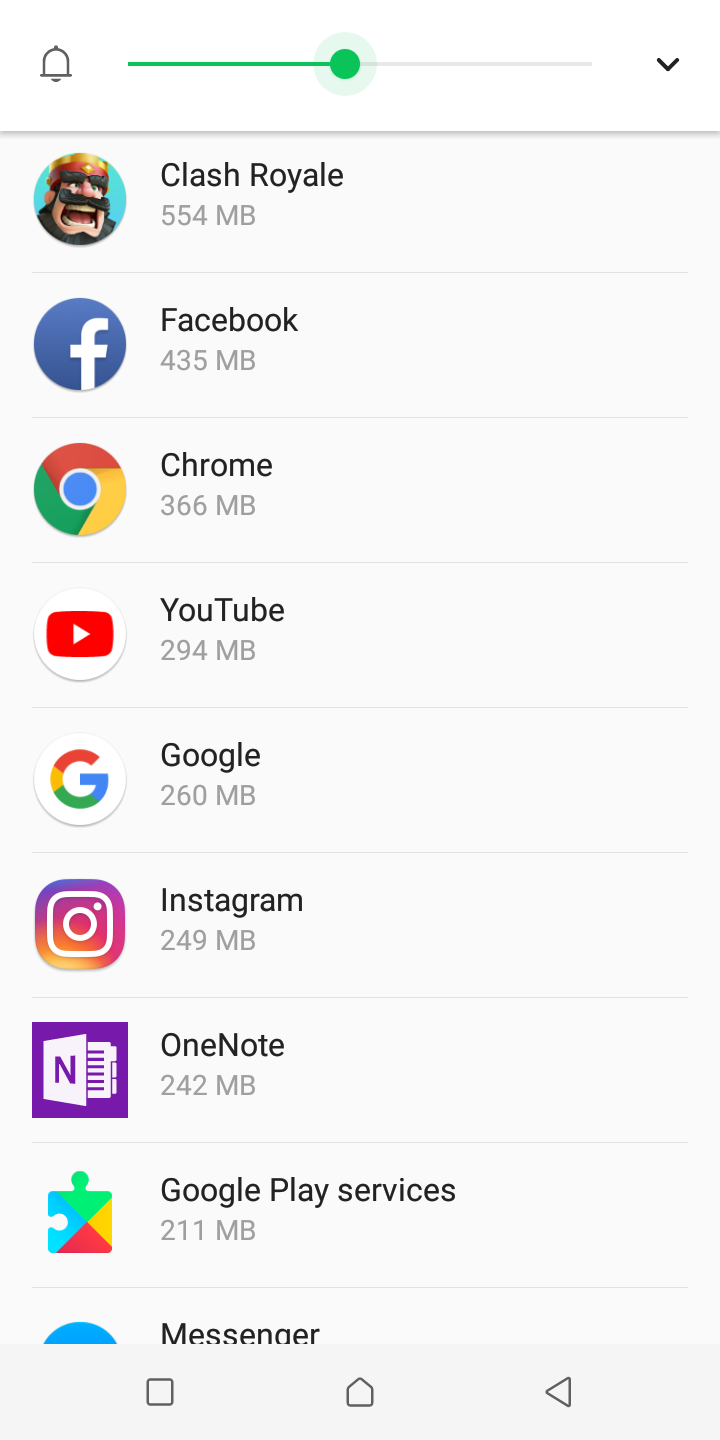 Clash Royale
554 MB
Facebook
435 MB
Chrome
366 MB
YouTube
294 MB
Google
260 MB
Instagram
249 MB
N
OneNote
242 MB
Google Play services
211 MB
Messenger